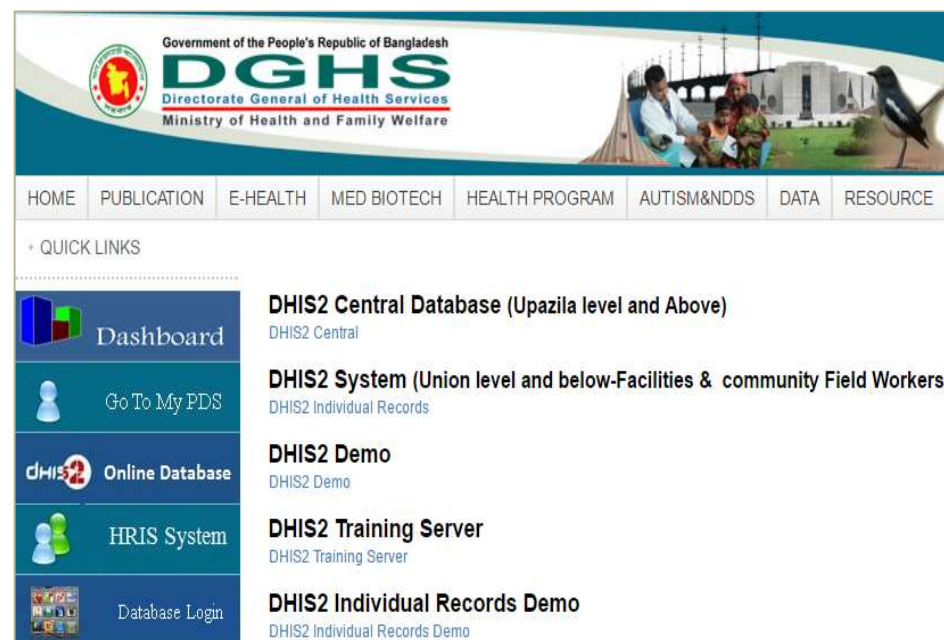 Government of the People's Republic of Bangladesh
DGHS
Directorate General of Health Services
Ministry of Health and Family Welfare
HOME PUBLICATION E-HEALTH MED BIOTECH HEALTH PROGRAM AUTISM&NDDS DATA RESOURCE
• QUICK LINKS
Dashboard
Go To My PDS
dHIS2 Online Database
HRIS System
Database Login
DHIS2 Central Database (Upazila level and Above)
DHIS2 Central
DHIS2 System (Union level and below-Facilities & community Field Workers
DHIS2 Individual Records
DHIS2 Demo
DHIS2 Demo
DHIS2 Training Server
DHIS2 Training Server
DHIS2 Individual Records Demo
DHIS2 Individual Records Demo